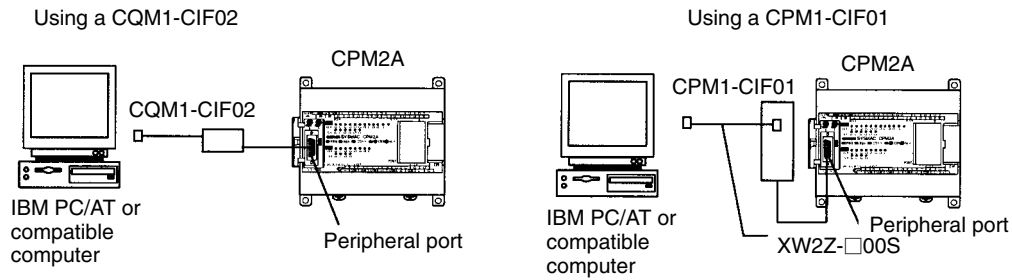 Using a CQM1-CIF02
CPM2A
CQM1-CIF02
IBM PC/AT or
compatible
computer
Peripheral port
Using a CPM1-CIF01
CPM2A
CPM1-CIF01
IBM PC/AT or
compatible
computer
Peripheral port
XW2Z-□00S